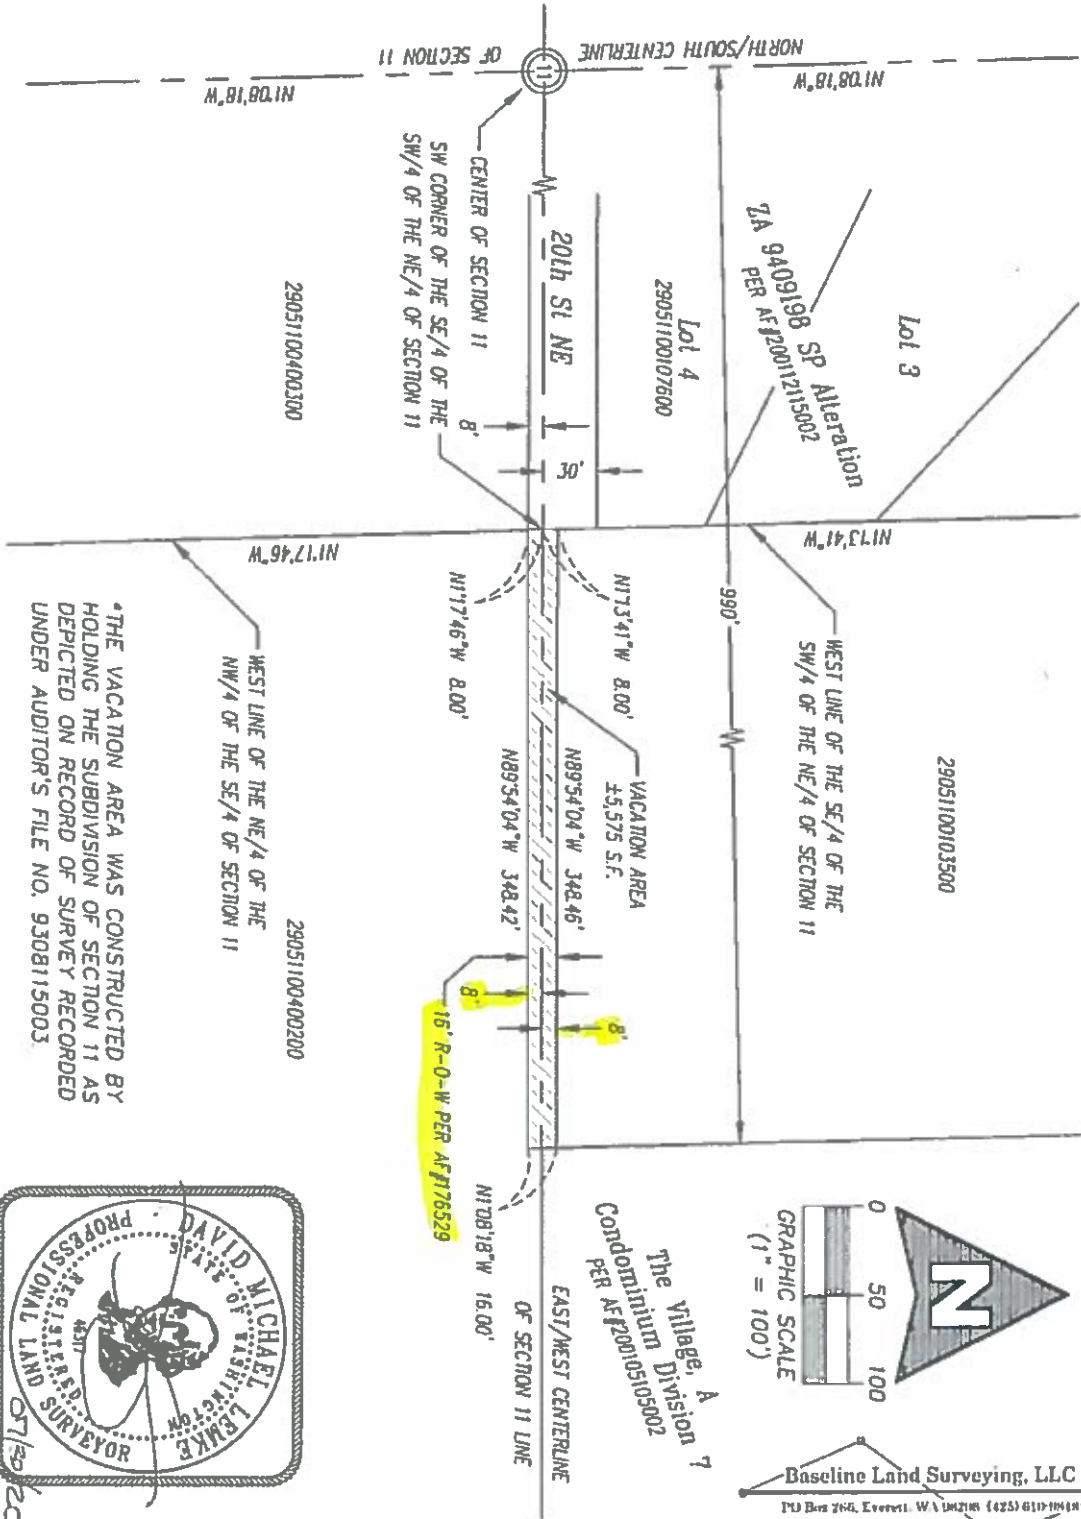 NORTH/SOUTH CENTERLINE
OF SECTION 11
N1°08'18"W
N1°08'18"W
11
CENTER OF SECTION 11
SW CORNER OF THE SE/4 OF THE
SW/4 OF THE NE/4 OF SECTION 11
20th St NE
Lot 3
ZA 9409198 SP Alteration
PER AF#200112115002
Lot 4
29051100107600
29051100400300
8'
30'
990'
N1°13'41"W
N1°17'46"W
WEST LINE OF THE SE/4 OF THE
SW/4 OF THE NE/4 OF SECTION 11
29051100103500
N1°13'41"W 8.00'
N1°17'46"W 8.00'
VACATION AREA
±5,575 S.F.
N89°54'04"W 348.46'
N89°54'04"W 348.42'
WEST LINE OF THE NE/4 OF THE
NW/4 OF THE SE/4 OF SECTION 11
29051100400200
8'
8'
16' R-O-W PER AF#176529
N1°08'18"W 16.00'
EAST/WEST CENTERLINE
OF SECTION 11 LINE
The Village, A
Condominium Division 7
PER AF#200105105002
*THE VACATION AREA WAS CONSTRUCTED BY
HOLDING THE SUBDIVISION OF SECTION 11 AS
DEPICTED ON RECORD OF SURVEY RECORDED
UNDER AUDITOR'S FILE NO. 9308115003
N
0 50 100
GRAPHIC SCALE
(1" = 100')
Baseline Land Surveying, LLC
PO Box 266, Everett, WA
DAVID MICHAEL LEMKE
STATE OF WASHINGTON
46317
REGISTERED
PROFESSIONAL LAND SURVEYOR